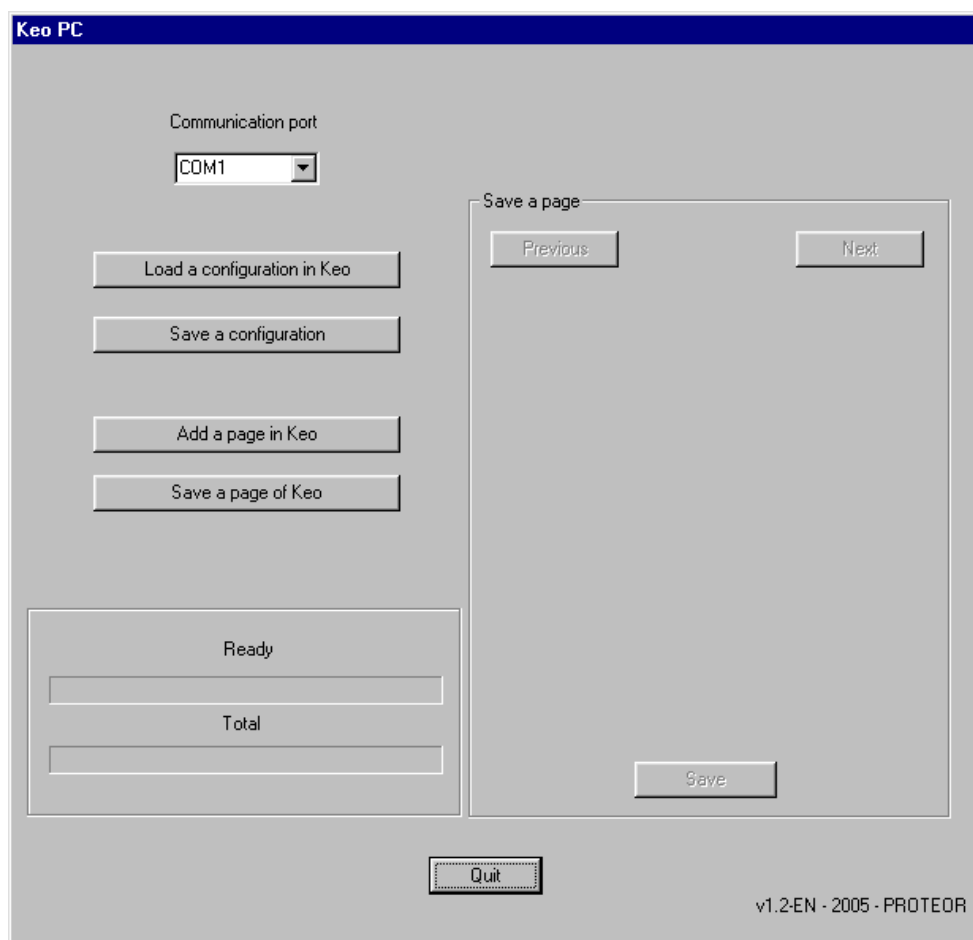 Keo PC
Communication port
COM1
Load a configuration in Keo
Save a configuration
Add a page in Keo
Save a page of Keo
Save a page
Previous
Next
Save
Ready
Total
Quit
v1.2-EN - 2005 - PROTEOR